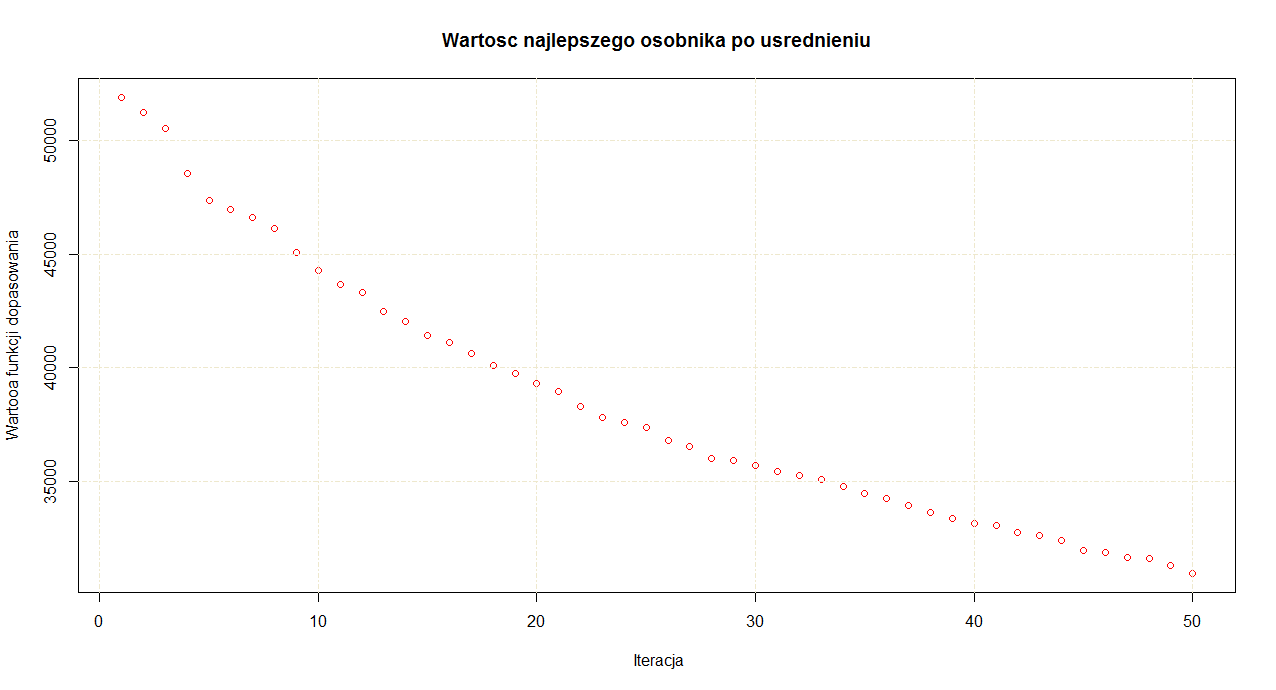 Wartosc najlepszego osobnika po usrednieniu
50000
45000
40000
35000
Wartooa funkcji dopasowania
0 10 20 30 40 50
Iteracja